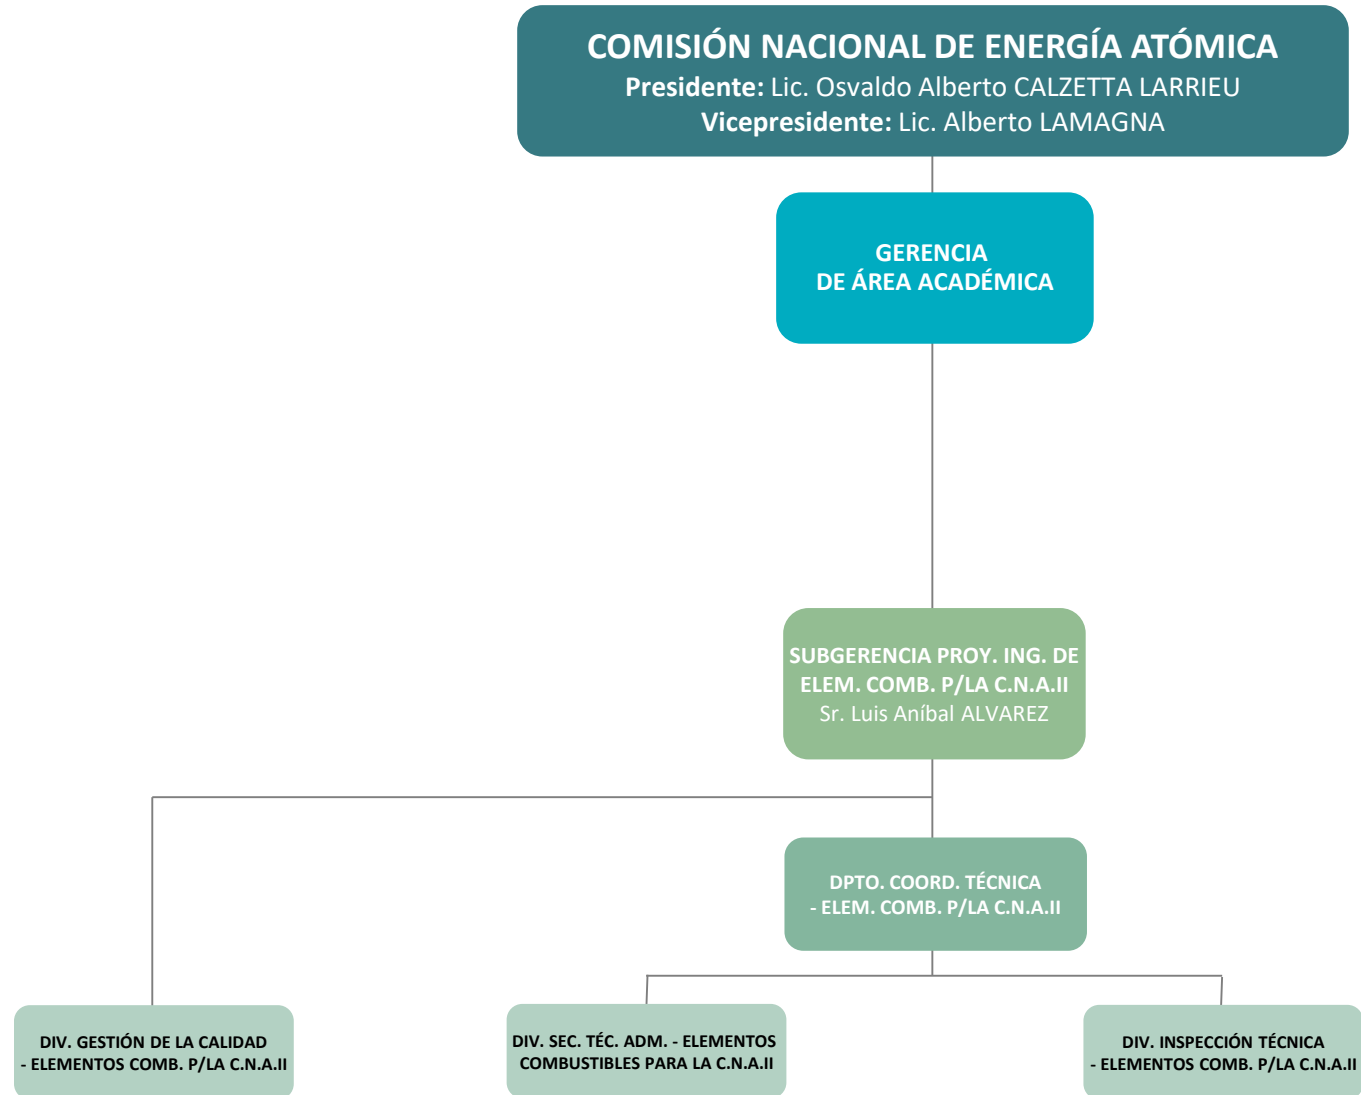 COMISIÓN NACIONAL DE ENERGÍA ATÓMICA
Presidente: Lic. Osvaldo Alberto CALZETTA LARRIEU
Vicepresidente: Lic. Alberto LAMAGNA
GERENCIA
DE ÁREA ACADÉMICA
SUBGERENCIA PROY. ING. DE
ELEM. COMB. P/LA C.N.A.II
Sr. Luis Aníbal ALVAREZ
DPTO. COORD. TÉCNICA
- ELEM. COMB. P/LA C.N.A.II
DIV. GESTIÓN DE LA CALIDAD
- ELEMENTOS COMB. P/LA C.N.A.II
DIV. SEC. TÉC. ADM. - ELEMENTOS
COMBUSTIBLES PARA LA C.N.A.II
DIV. INSPECCIÓN TÉCNICA
- ELEMENTOS COMB. P/LA C.N.A.II